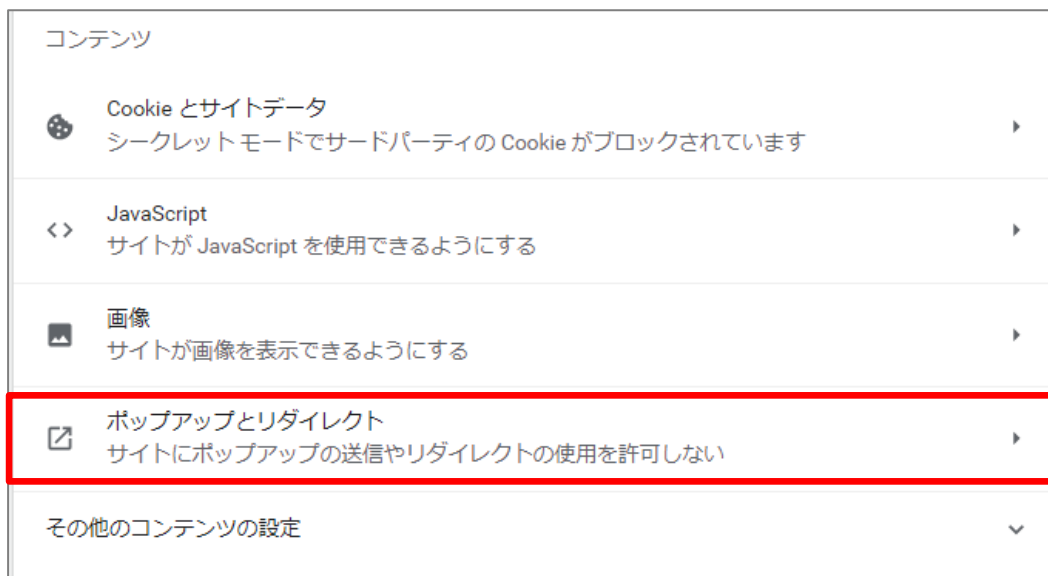 コンテンツ
Cookie とサイトデータ
シークレット モードでサードパーティの Cookie がブロックされています
JavaScript
サイトが JavaScript を使用できるようにする
画像
サイトが画像を表示できるようにする
ポップアップとリダイレクト
サイトにポップアップの送信やリダイレクトの使用を許可しない
その他のコンテンツの設定